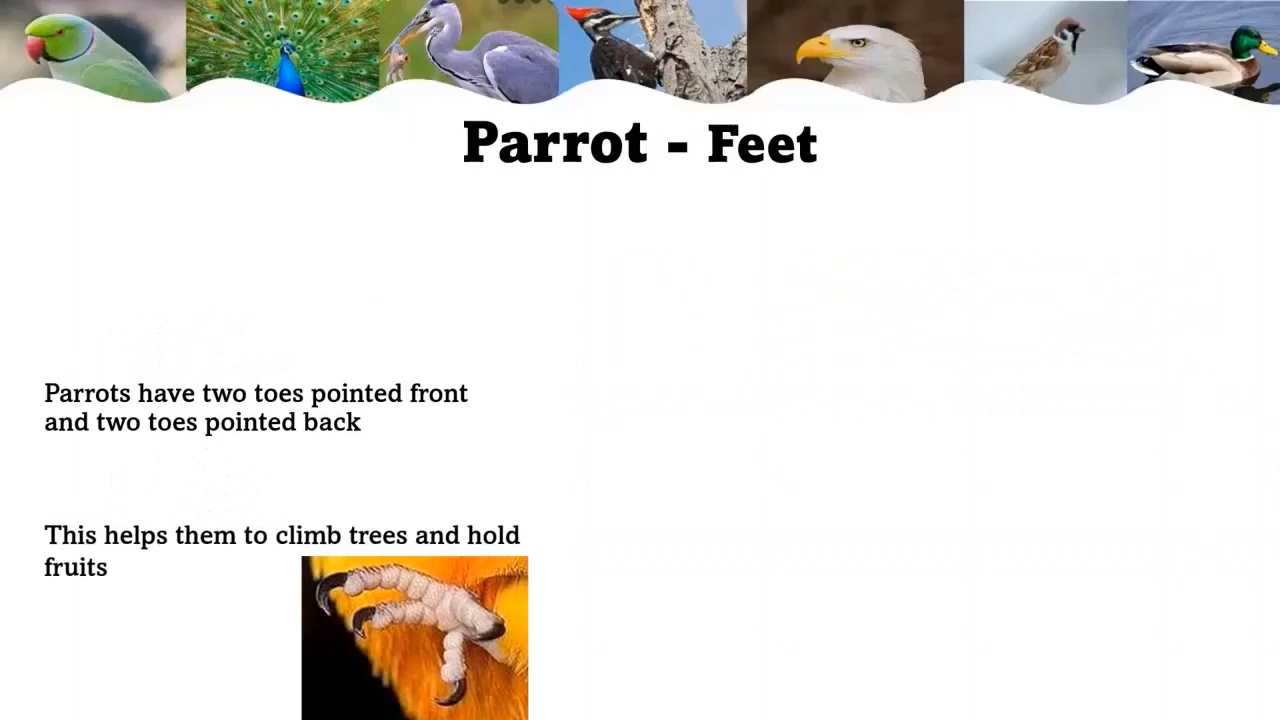 Parrot - Feet
Parrots have two toes pointed front
and two toes pointed back
This helps them to climb trees and hold
fruits